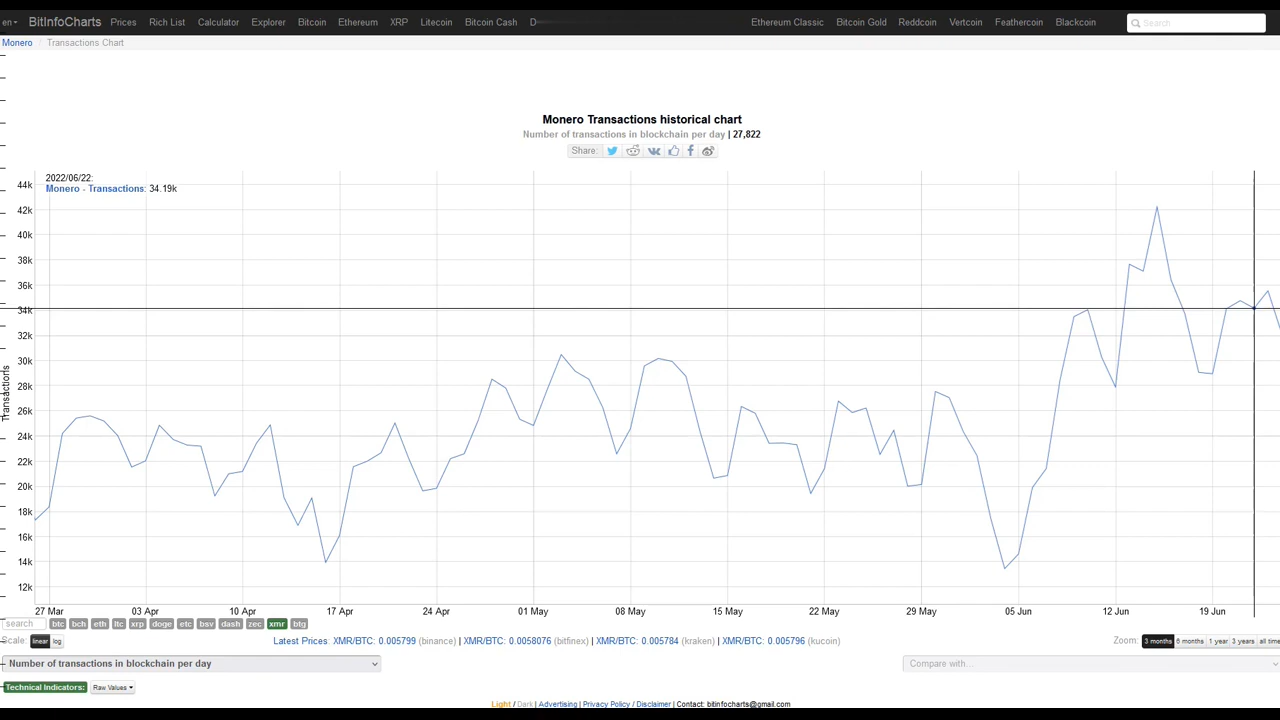 en BitInfoCharts Prices Rich List Calculator Explorer Bitcoin Ethereum XRP Litecoin Bitcoin Cash D Ethereum Classic Bitcoin Gold Reddcoin Vertcoin Feathercoin Blackcoin Search
Monero / Transactions Chart
Monero Transactions historical chart
Number of transactions in blockchain per day | 27,822
Share:
2022/06/22:
Monero - Transactions: 34.19k
44k
42k
40k
38k
36k
34k
32k
30k
28k
26k
24k
22k
20k
18k
16k
14k
12k
Transactions
27 Mar 03 Apr 10 Apr 17 Apr 24 Apr 01 May 08 May 15 May 22 May 29 May 05 Jun 12 Jun 19 Jun
search btc bch eth ltc xrp doge etc bsv dash zec xmr btg
Scale: linear log Latest Prices: XMR/BTC: 0.005799 (binance) | XMR/BTC: 0.0058076 (bitfinex) | XMR/BTC: 0.005784 (kraken) | XMR/BTC: 0.005796 (kucoin) Zoom: 3 months 6 months 1 year 3 years all time
Number of transactions in blockchain per day Compare with...
Technical Indicators: Raw Values
Light / Dark | Advertising | Privacy Policy / Disclaimer | Contact: bitinfocharts@gmail.com